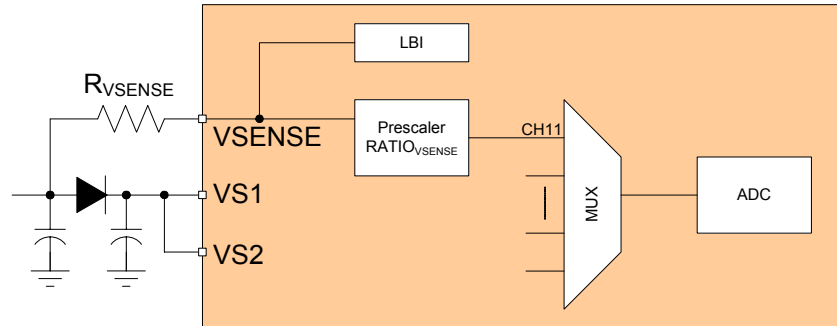 LBI
RVSENSE
VSENSE
Prescaler
RATIOVSENSE
CH11
MUX
ADC
VS1
VS2